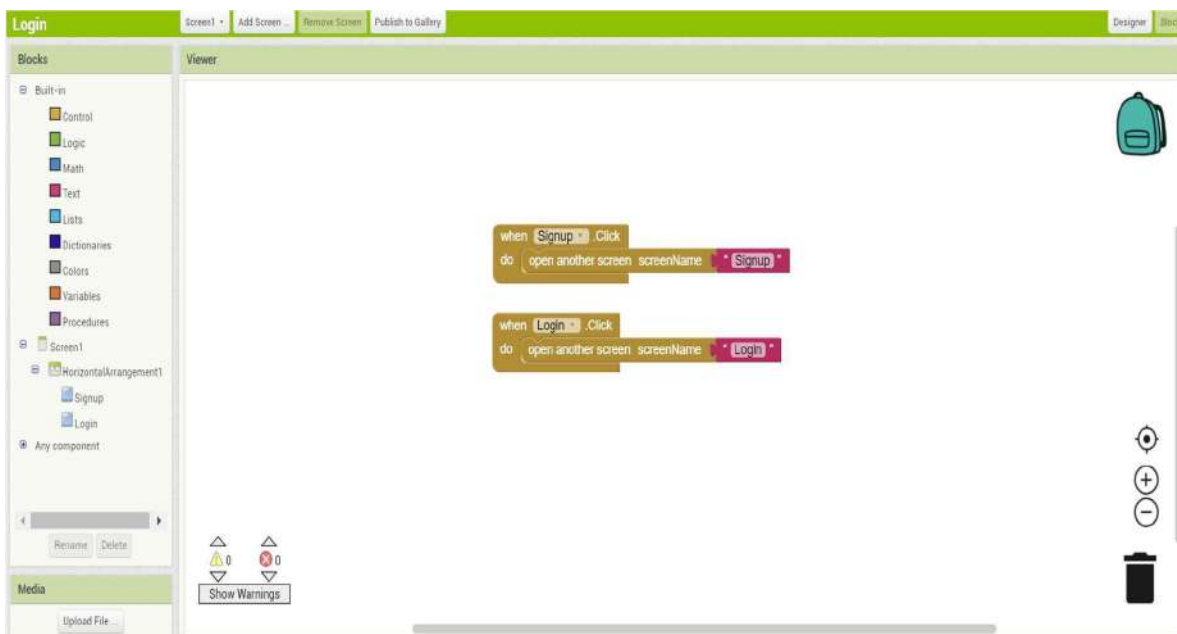 Login
Screen1 Add Screen ... Remove Screen Publish to Gallery
Designer
Blocks
Viewer
Built-in
Control
Logic
Math
Text
Lists
Dictionaries
Colors
Variables
Procedures
Screen1
HorizontalArrangement1
Signup
Login
Any component
Rename Delete
Media
Upload File ...
when Signup .Click
do open another screen screenName " Signup "
when Login .Click
do open another screen screenName " Login "
0 0
Show Warnings